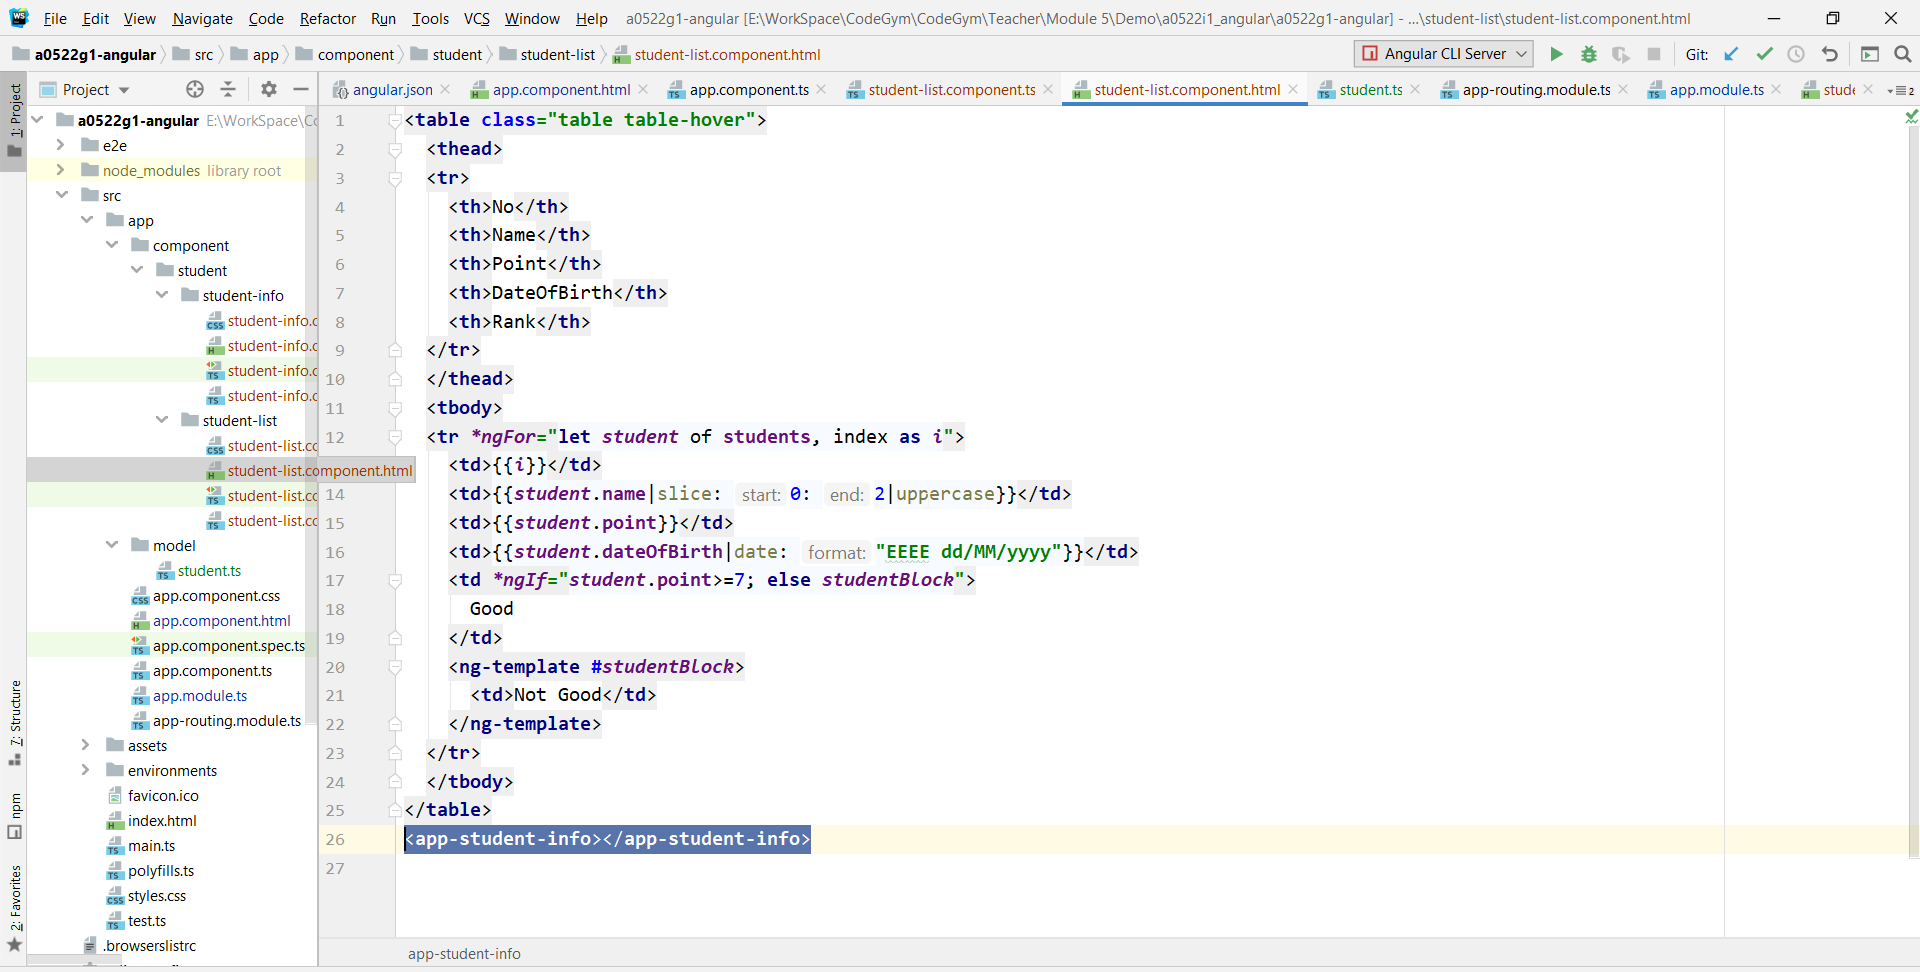 File Edit View Navigate Code Refactor Run Tools VCS Window Help a0522g1-angular [E:\WorkSpace\CodeGym\CodeGym\Teacher\Module 5\Demo\a0522i1_angular\a0522g1-angular] - ...\student-list\student-list.component.html
a0522g1-angular src app component student student-list student-list.component.html Angular CLI Server Git:
Project angular.json app.component.html app.component.ts student-list.component.ts student-list.component.html student.ts app-routing.module.ts app.module.ts stude 2
1: Project
7: Structure
npm
2: Favorites
a0522g1-angular E:\WorkSpace\Co
e2e
node_modules library root
src
app
component
student
student-info
student-info.c
student-info.c
student-info.c
student-info.c
student-list
student-list.cc
student-list.component.html
student-list.cc
student-list.cc
model
student.ts
app.component.css
app.component.html
app.component.spec.ts
app.component.ts
app.module.ts
app-routing.module.ts
assets
environments
favicon.ico
index.html
main.ts
polyfills.ts
styles.css
test.ts
.browserslistrc
1 <table class="table table-hover">
2 <thead>
3 <tr>
4 <th>No</th>
5 <th>Name</th>
6 <th>Point</th>
7 <th>DateOfBirth</th>
8 <th>Rank</th>
9 </tr>
10 </thead>
11 <tbody>
12 <tr *ngFor="let student of students, index as i">
<td>{{i}}</td>
14 <td>{{student.name|slice: start: 0: end: 2|uppercase}}</td>
15 <td>{{student.point}}</td>
16 <td>{{student.dateOfBirth|date: format: "EEEE dd/MM/yyyy"}}</td>
17 <td *ngIf="student.point>=7; else studentBlock">
18 Good
19 </td>
20 <ng-template #studentBlock>
21 <td>Not Good</td>
22 </ng-template>
23 </tr>
24 </tbody>
25 </table>
26 <app-student-info></app-student-info>
27
app-student-info